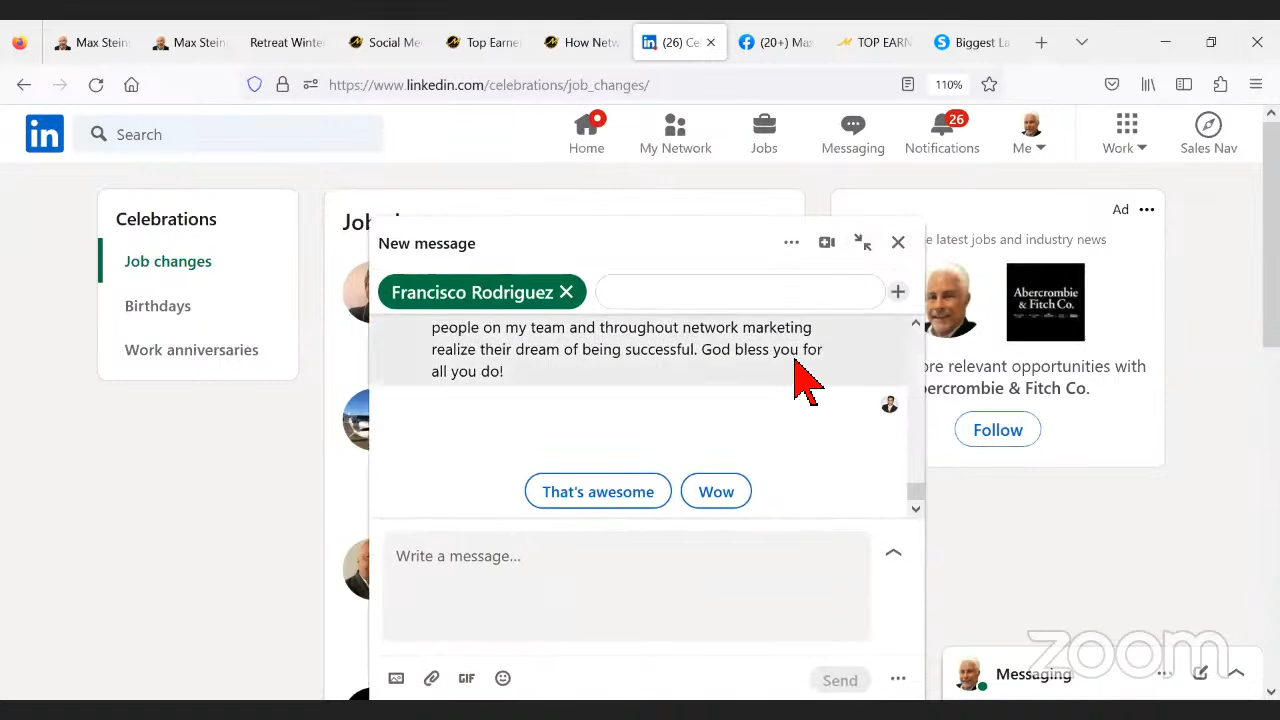 Max Stein
Max Stein
Retreat Winte
Social Me
Top Earne
How Netw
(26) Ce
(20+) Ma
TOP EARN
Biggest La
https://www.linkedin.com/celebrations/job_changes/
110%
in
Search
Home
My Network
Jobs
Messaging
26
Notifications
Me
Work
Sales Nav
Celebrations
Job changes
Birthdays
Work anniversaries
Job
New message
Francisco Rodriguez
people on my team and throughout network marketing
realize their dream of being successful. God bless you for
all you do!
That's awesome
Wow
Write a message...
GIF
Send
Ad
e latest jobs and industry news
Abercrombie
& Fitch Co.
ore relevant opportunities with
bercrombie & Fitch Co.
Follow
Messaging
zoom